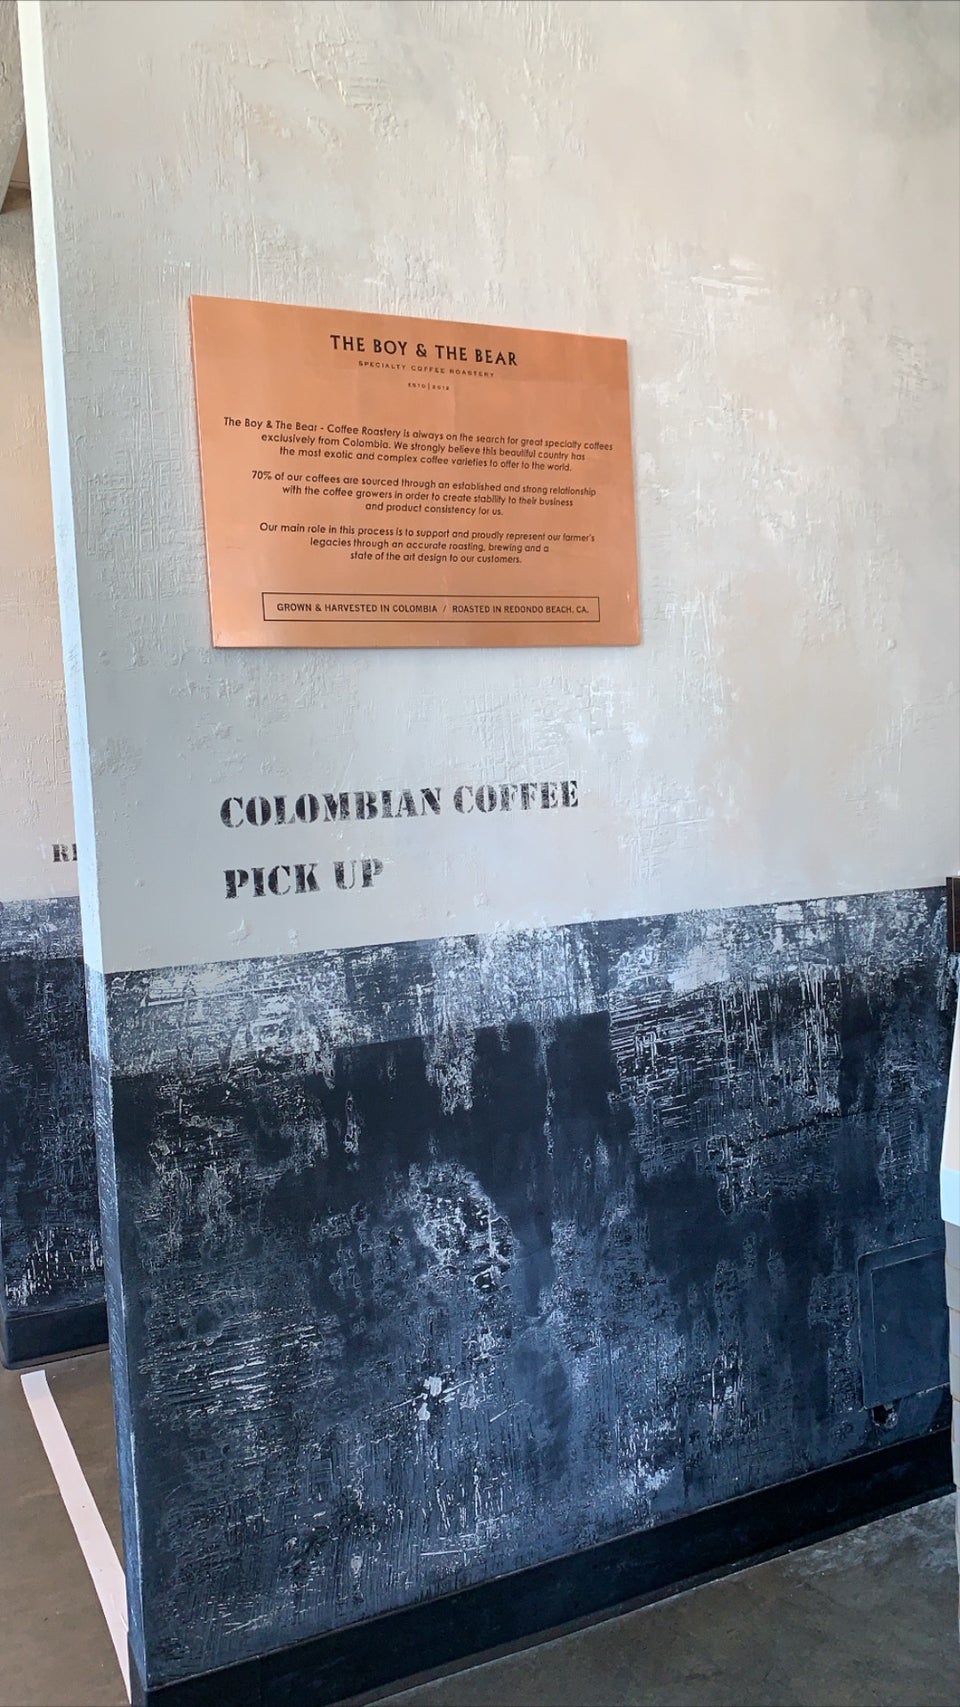 THE BOY & THE BEAR
SPECIALTY COFFEE ROASTERY
ESTD | 2012
The Boy & The Bear - Coffee Roastery is always on the search for great specialty coffees
exclusively from Colombia. We strongly believe this beautiful country has
the most exotic and complex coffee varieties to offer to the world.
70% of our coffees are sourced through an established and strong relationship
with the coffee growers in order to create stability to their business
and product consistency for us.
Our main role in this process is to support and proudly represent our farmer's
legacies through an accurate roasting, brewing and a
state of the art design to our customers.
GROWN & HARVESTED IN COLOMBIA / ROASTED IN REDONDO BEACH, CA.
COLOMBIAN COFFEE
PICK UP